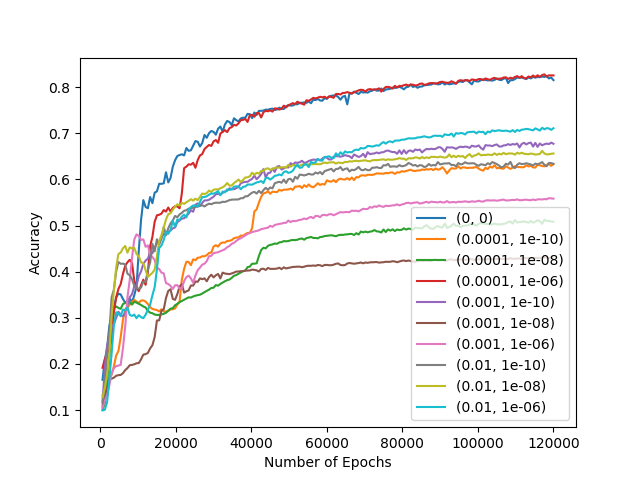 0.8
0.7
0.6
0.5
0.4
0.3
0.2
0.1
Accuracy
(0, 0)
(0.0001, 1e-10)
(0.0001, 1e-08)
(0.0001, 1e-06)
(0.001, 1e-10)
(0.001, 1e-08)
(0.001, 1e-06)
(0.01, 1e-10)
(0.01, 1e-08)
(0.01, 1e-06)
0 20000 40000 60000 80000 100000 120000
Number of Epochs